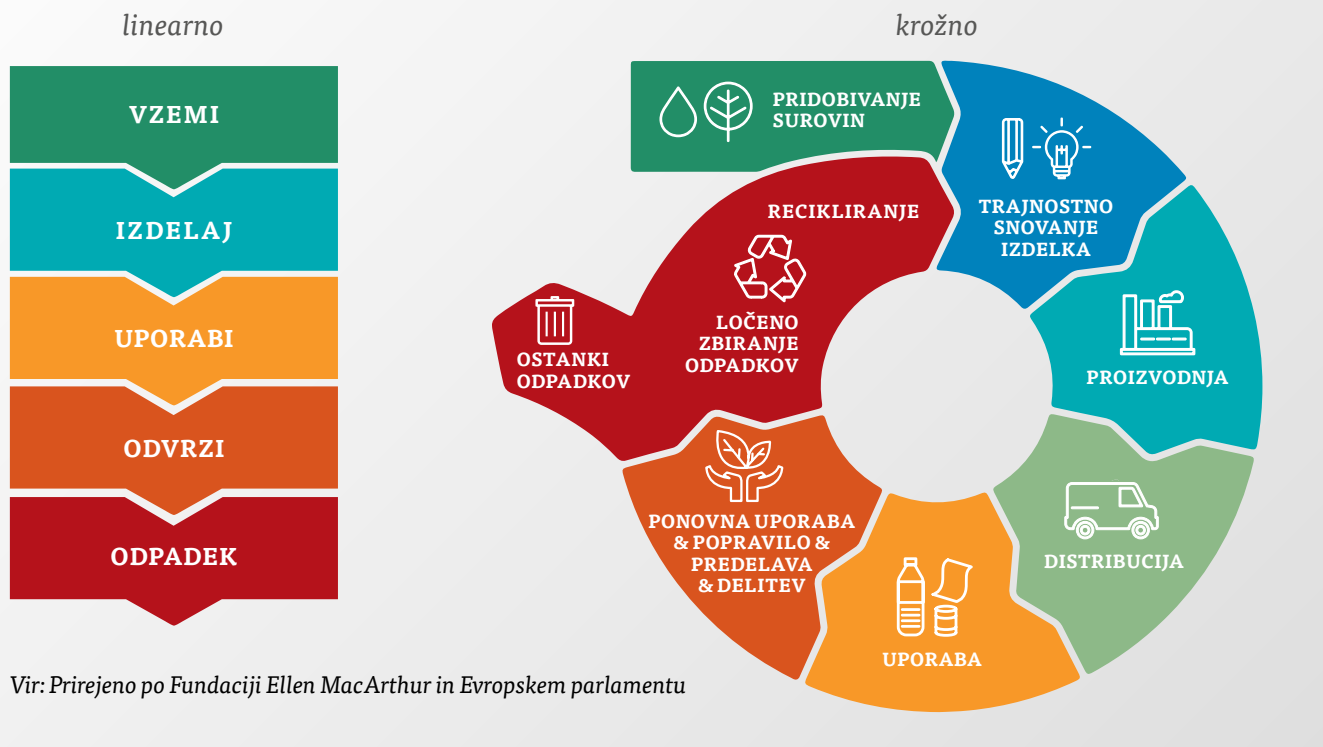 linearno
VZEMI
IZDELAJ
UPORABI
ODVRZI
ODPADEK
krožno
PRIDOBIVANJE
SUROVIN
TRAJNOSTNO
SNOVANJE
IZDELKA
PROIZVODNJA
DISTRIBUCIJA
UPORABA
PONOVNA UPORABA
& POPRAVILO &
PREDELAVA
& DELITEV
RECIKLIRANJE
LOČENO
ZBIRANJE
ODPADKOV
OSTANKI
ODPADKOV
Vir: Prirejeno po Fundaciji Ellen MacArthur in Evropskem parlamentu